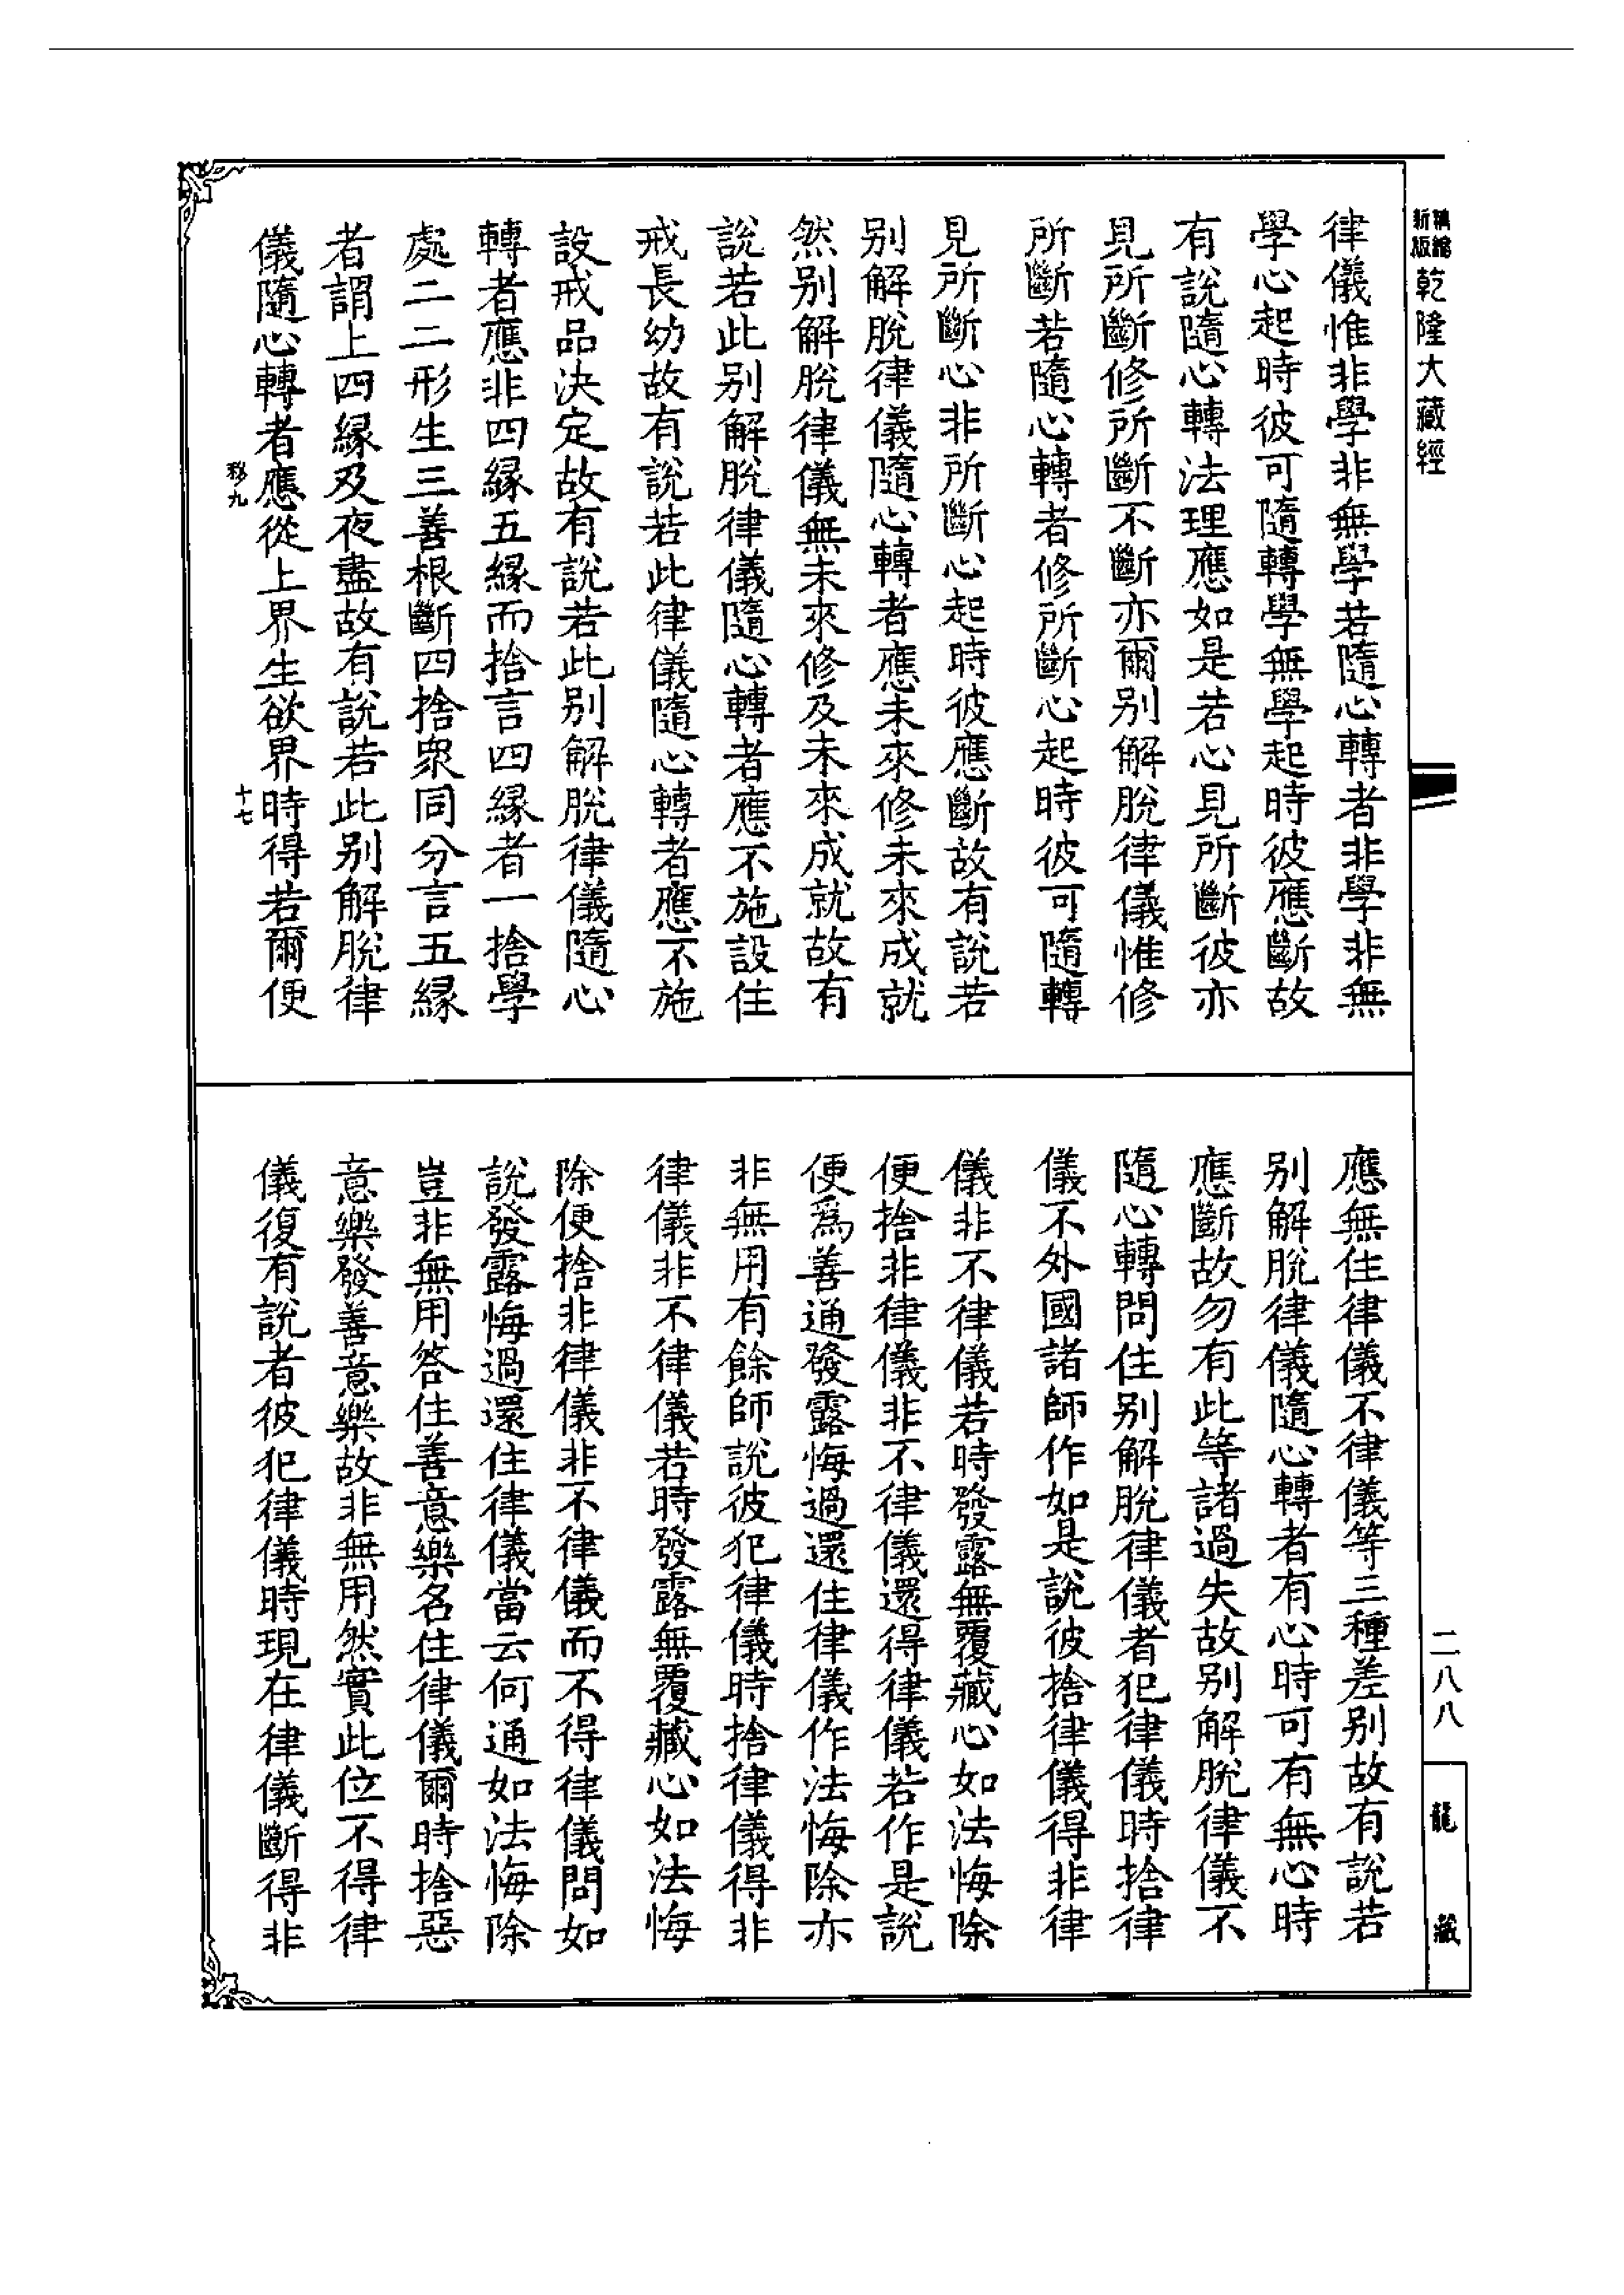 新編縮版乾隆大藏經
律儀惟非學非無學若隨心轉者非學非無
學心起時彼可隨轉學無學起時彼應斷故
有說隨心轉法理應如是若心見所斷彼亦
見所斷修所斷不斷亦爾別解脫律儀惟修
所斷若隨心轉者修所斷心起時彼可隨轉
見所斷心非所斷心起時彼應斷故有說若
別解脫律儀隨心轉者應未來修未來成就
然別解脫律儀無未來修及未來成就故有
說若此別解脫律儀隨心轉者應不施設住
戒長幼故有說若此律儀隨心轉者應不施
設戒品決定故有說若此別解脫律儀隨心
轉者應非四緣五緣而捨言四緣者一捨學
處二二形生三善根斷四捨衆同分言五緣
者謂上四緣及夜盡故有說若此別解脫律
儀隨心轉者應從上界生欲界時得若爾便
移九
十七
應無住律儀不律儀等三種差別故有說若
別解脫律儀隨心轉者有心時可有無心時
應斷故勿有此等諸過失故別解脫律儀不
隨心轉問住別解脫律儀者犯律儀時捨律
儀不外國諸師作如是說彼捨律儀得非律
儀非不律儀若時發露無覆藏心如法悔除
便捨非律儀非不律儀還得律儀若作是說
便爲善通發露悔過還住律儀作法悔除亦
非無用有餘師說彼犯律儀時捨律儀得非
律儀非不律儀若時發露無覆藏心如法悔
除便捨非律儀非不律儀而不得律儀問如
說發露悔過還住律儀當云何通如法悔除
豈非無用答住善意樂名住律儀爾時捨惡
意樂發善意樂故非無用然實此位不得律
儀復有說者彼犯律儀時現在律儀斷得非
二八八
龍藏